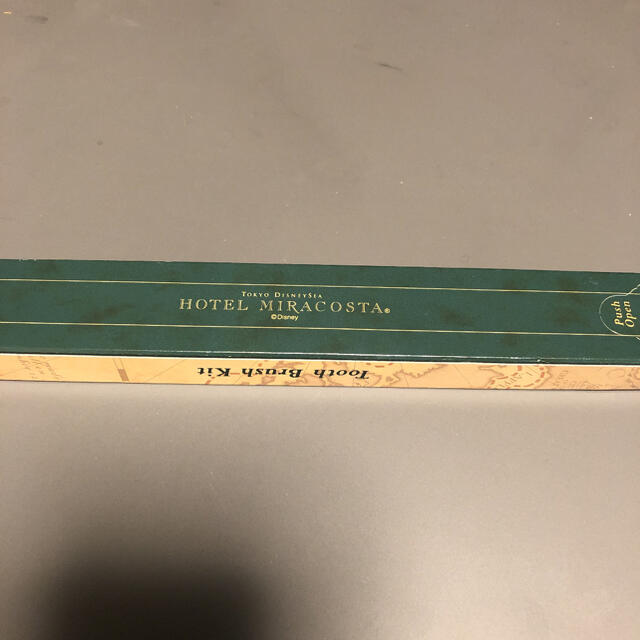 TOKYO DISNEYSEA
HOTEL MIRACOSTA®
©Disney
Push
Open
Tooth Brush Kit